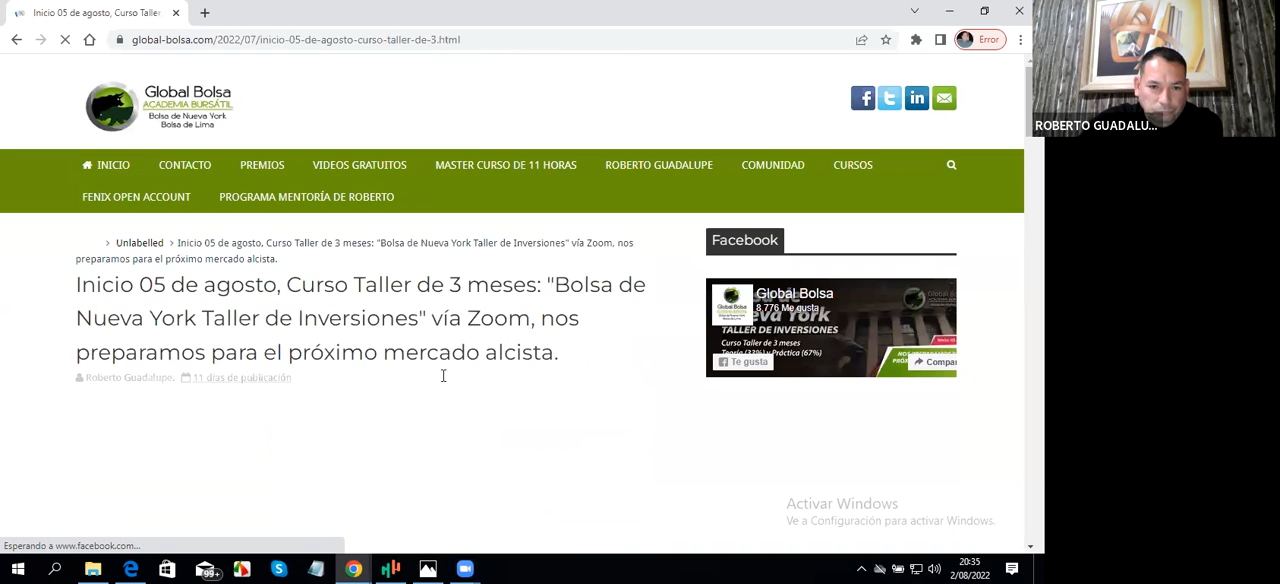 Inicio 05 de agosto, Curso Taller
global-bolsa.com/2022/07/inicio-05-de-agosto-curso-taller-de-3.html
Error
ROBERTO GUADALU...
Global Bolsa
ACADEMIA BURSÁTIL
Bolsa de Nueva York
Bolsa de Lima
INICIO
CONTACTO
PREMIOS
VIDEOS GRATUITOS
MASTER CURSO DE 11 HORAS
ROBERTO GUADALUPE
COMUNIDAD
CURSOS
FENIX OPEN ACCOUNT
PROGRAMA MENTORÍA DE ROBERTO
> Unlabelled > Inicio 05 de agosto, Curso Taller de 3 meses: "Bolsa de Nueva York Taller de Inversiones" vía Zoom, nos
preparamos para el próximo mercado alcista.
Inicio 05 de agosto, Curso Taller de 3 meses: "Bolsa de
Nueva York Taller de Inversiones" vía Zoom, nos
preparamos para el próximo mercado alcista.
Roberto Guadalupe. 11 días de publicación
Facebook
Global Bolsa
8.776 Me gusta
TALLER DE INVERSIONES
Curso Taller de 3 meses
Teoría (33%) y Práctica (67%)
Te gusta
Compar
Activar Windows
Ve a Configuración para activar Windows.
Esperando a www.facebook.com...
99+
20:35
2/08/2022